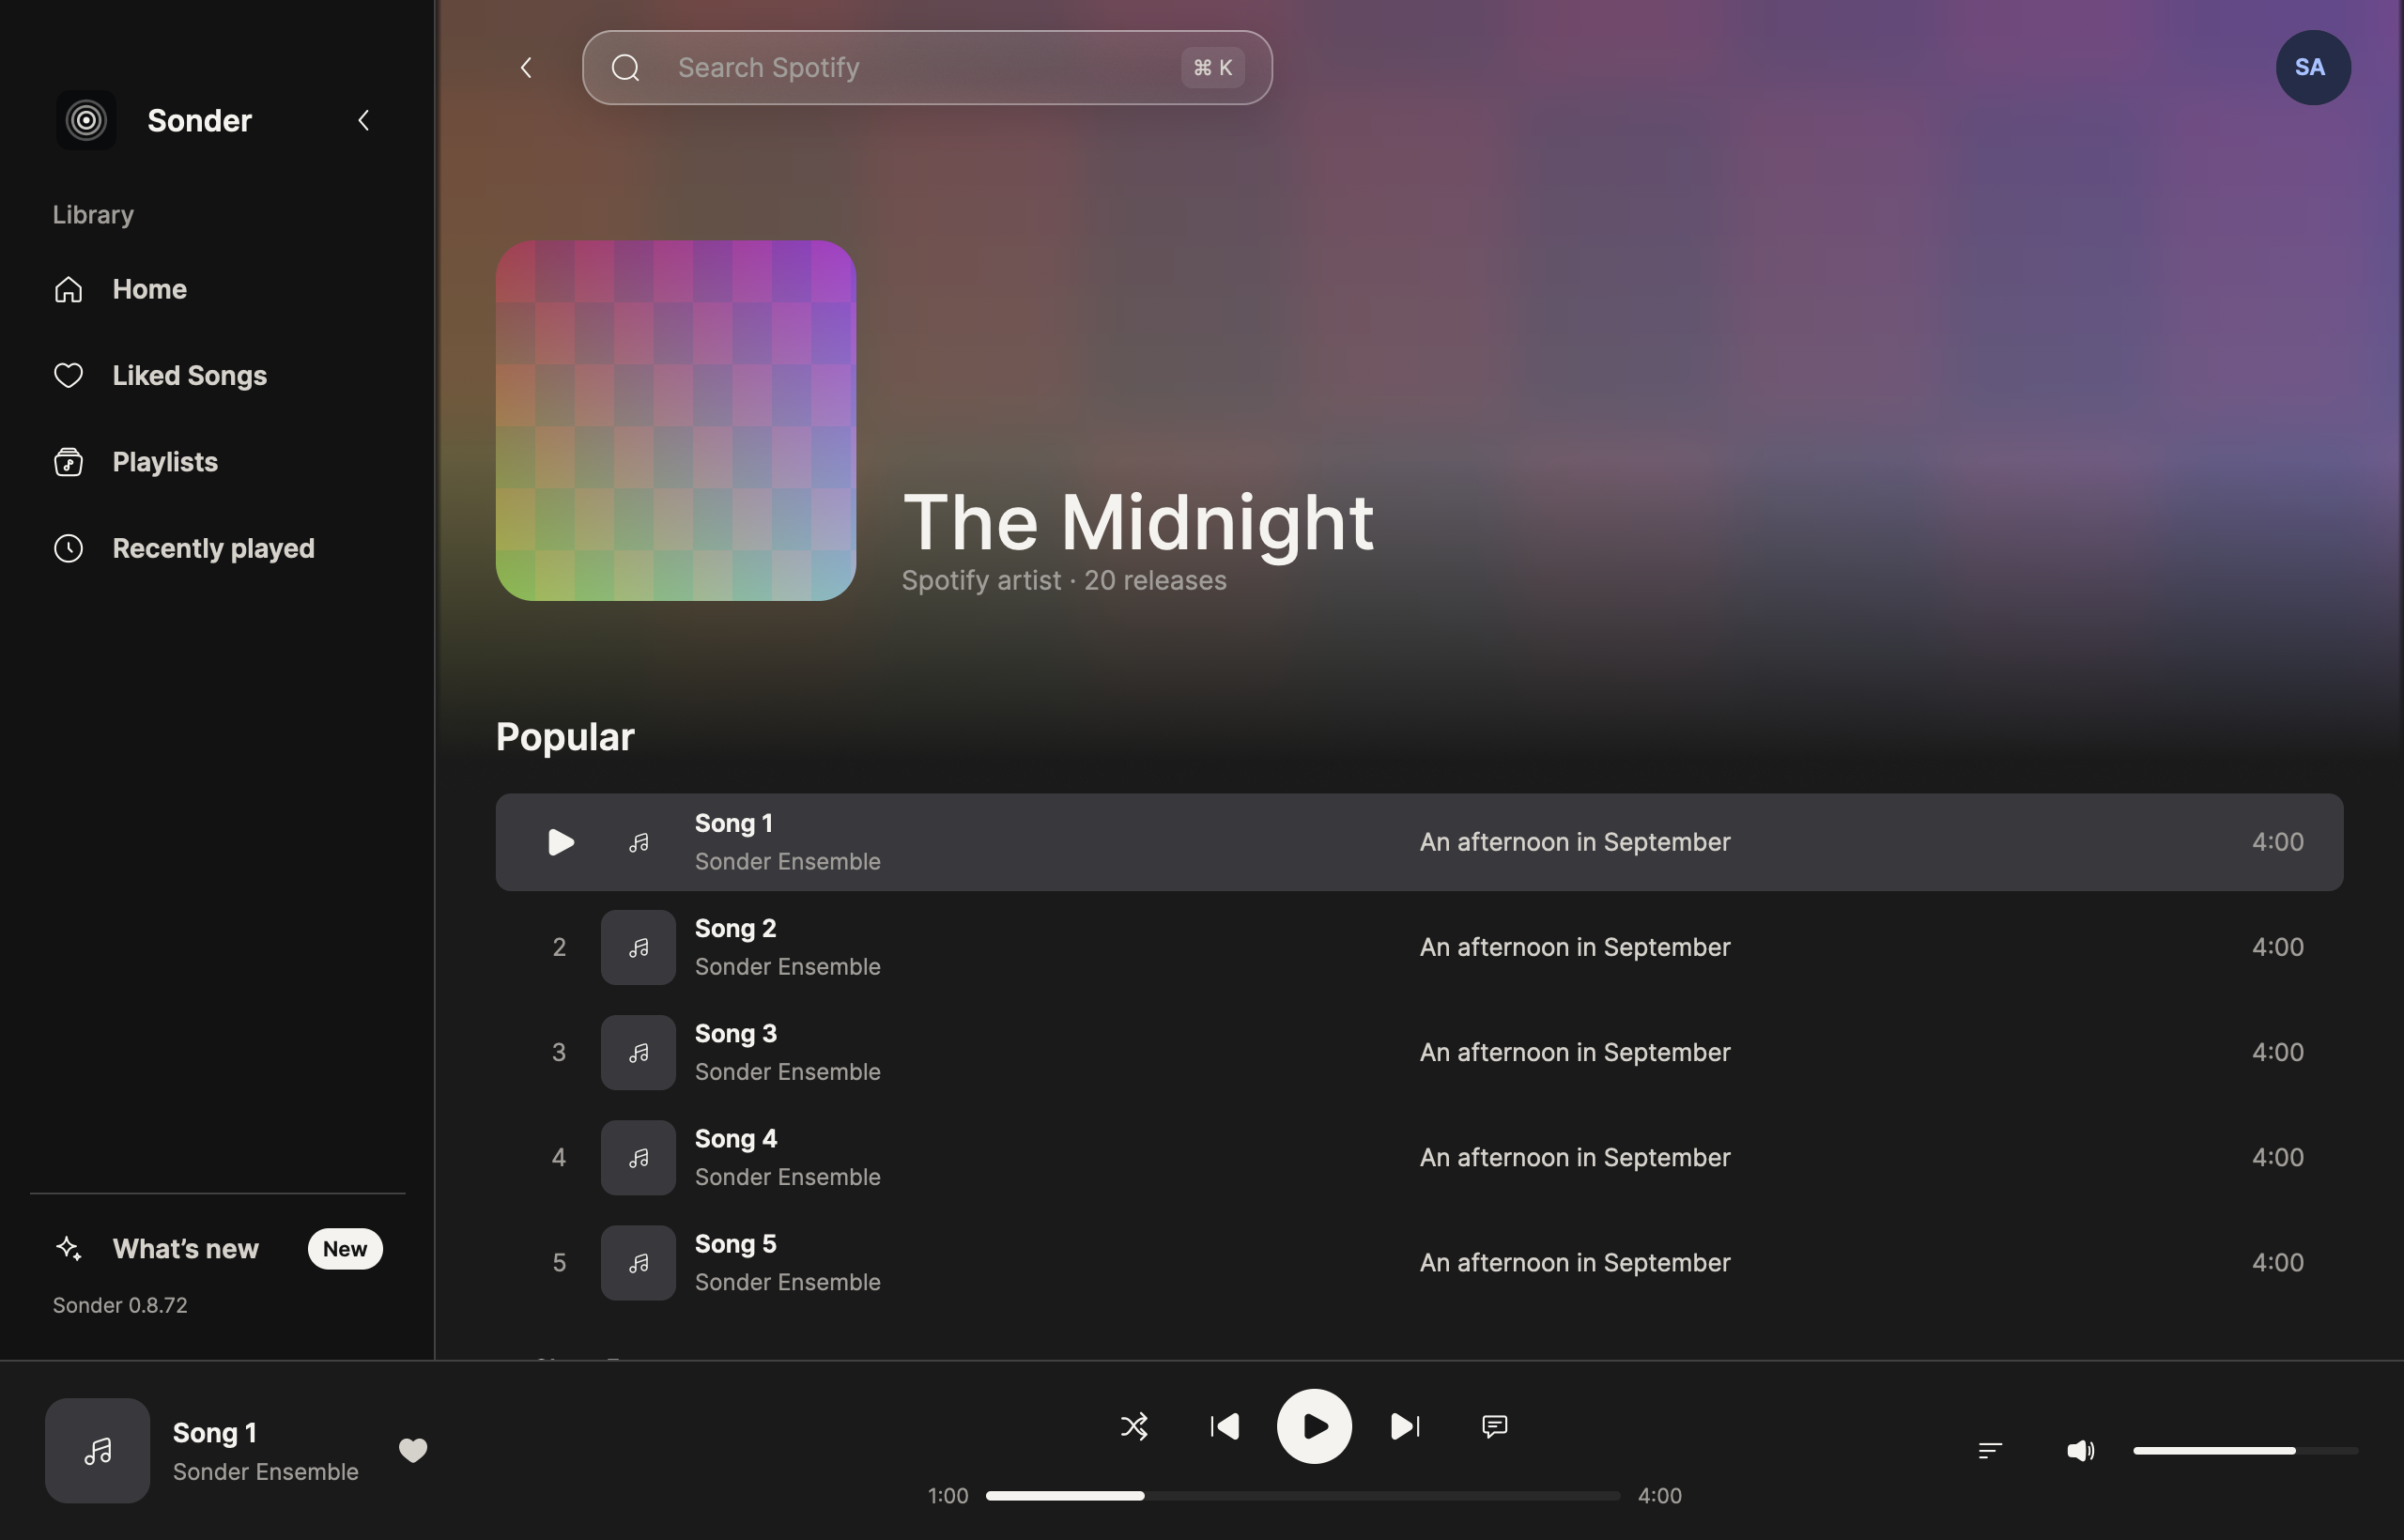 Search Spotify
⌘ K
SA
Sonder
Library
Home
Liked Songs
Playlists
Recently played
The Midnight
Spotify artist · 20 releases
Popular
Song 1
Sonder Ensemble
An afternoon in September
4:00
2
Song 2
Sonder Ensemble
An afternoon in September
4:00
3
Song 3
Sonder Ensemble
An afternoon in September
4:00
4
Song 4
Sonder Ensemble
An afternoon in September
4:00
5
Song 5
Sonder Ensemble
An afternoon in September
4:00
What’s new
New
Sonder 0.8.72
Song 1
Sonder Ensemble
1:00
4:00